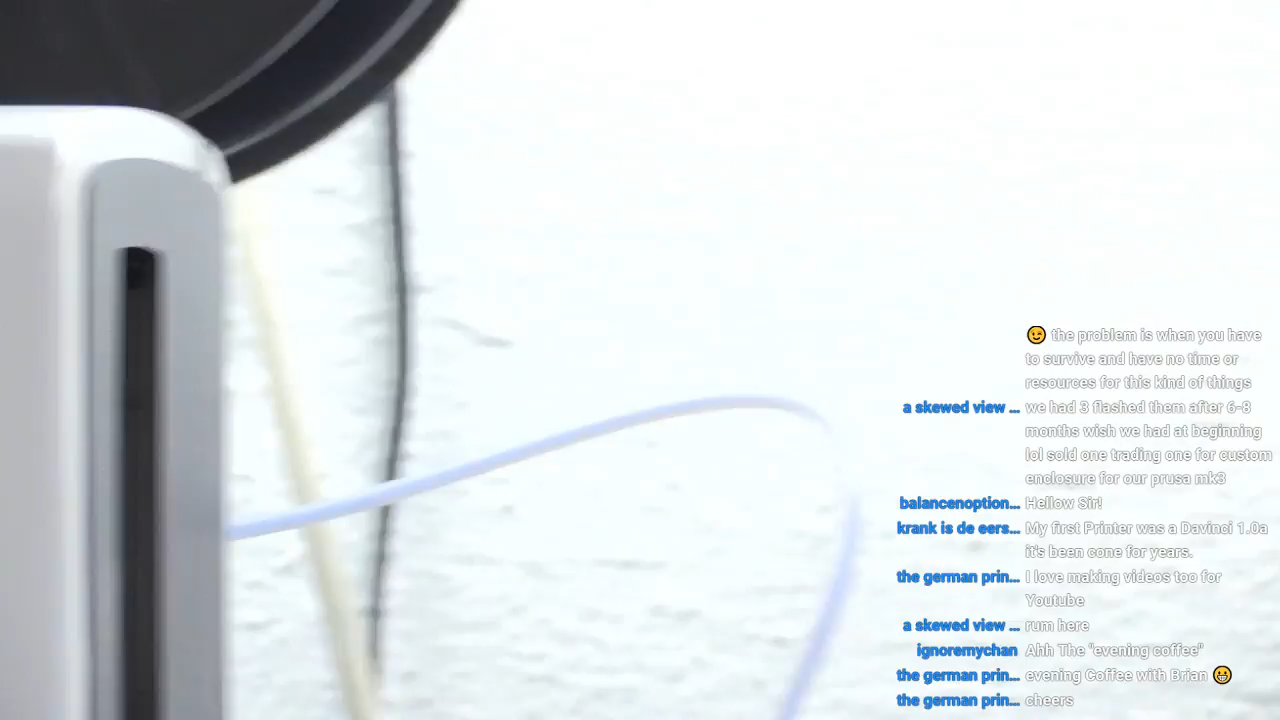 😉 the problem is when you have
to survive and have no time or
resources for this kind of things
a skewed view ... we had 3 flashed them after 6-8
months wish we had at beginning
lol sold one trading one for custom
enclosure for our prusa mk3
balancenoption... Hellow Sir!
krank is de eers... My first Printer was a Davinci 1.0a
it's been cone for years.
the german prin... I love making videos too for
Youtube
a skewed view ... rum here
ignoremychan Ahh The "evening coffee"
the german prin... evening Coffee with Brian 😀
the german prin... cheers